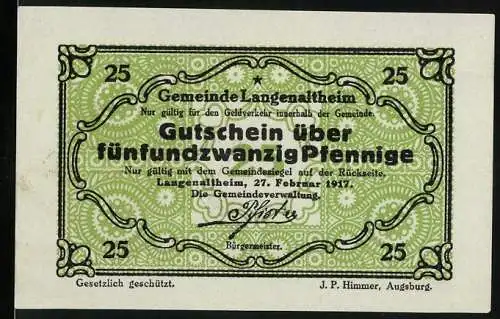 25 25
Gemeinde Langenaltheim
Nur gültig für den Geldverkehr innerhalb der Gemeinde.
Gutschein über
fünfundzwanzig Pfennige
Nur gültig mit dem Gemeindesiegel auf der Rückseite.
Langenaltheim, 27. Februar 1917.
Die Gemeindeverwaltung.
Bürgermeister.
25 25
Gesetzlich geschützt. J. P. Himmer, Augsburg.